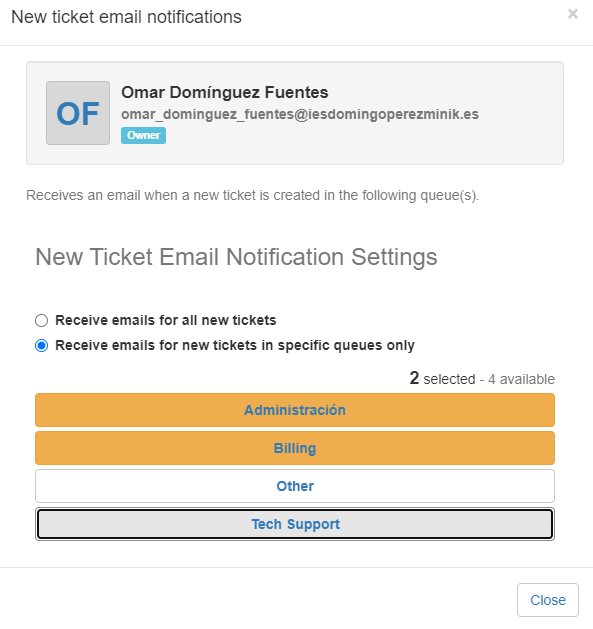 New ticket email notifications
×
OF
Omar Domínguez Fuentes
omar_dominguez_fuentes@iesdomingoperezminik.es
Owner
Receives an email when a new ticket is created in the following queue(s).
New Ticket Email Notification Settings
Receive emails for all new tickets
Receive emails for new tickets in specific queues only
2 selected - 4 available
Administración
Billing
Other
Tech Support
Close